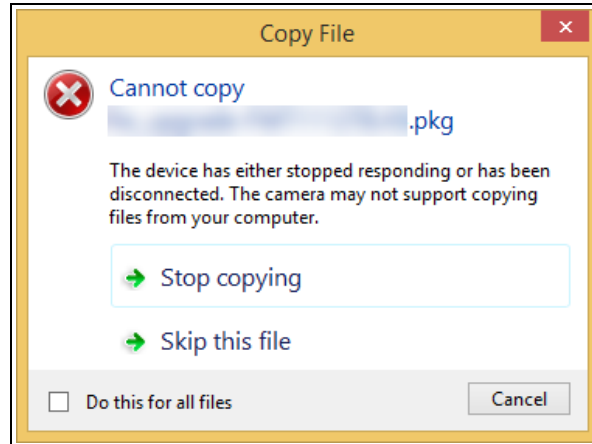 Copy File
Cannot copy
.pkg
The device has either stopped responding or has been
disconnected. The camera may not support copying
files from your computer.
Stop copying
Skip this file
Do this for all files
Cancel